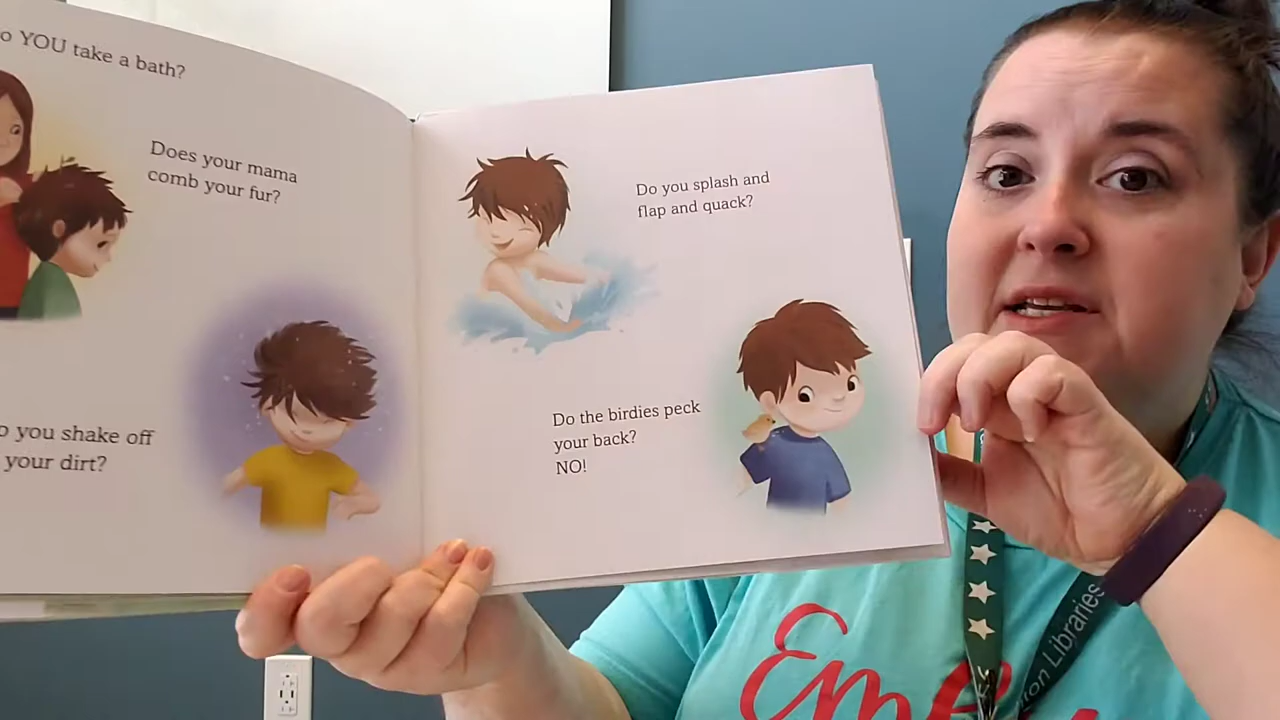 YOU take a bath?
Does your mama
comb your fur?
you shake off
your dirt?
Do you splash and
flap and quack?
Do the birdies peck
your back?
NO!
Libraries